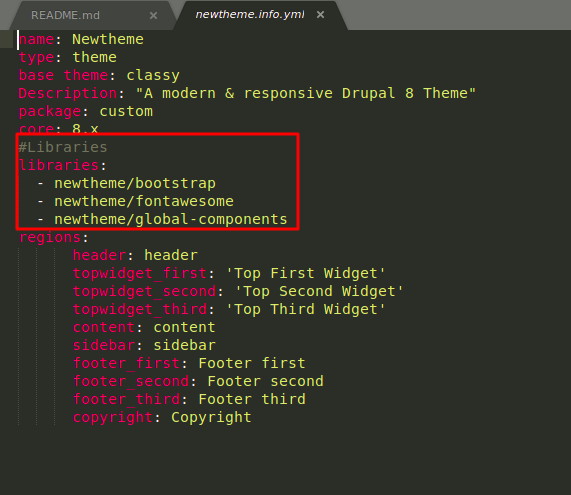 README.md × newtheme.info.yml ×
name: Newtheme
type: theme
base theme: classy
Description: "A modern & responsive Drupal 8 Theme"
package: custom
core: 8.x
#Libraries
libraries:
  - newtheme/bootstrap
  - newtheme/fontawesome
  - newtheme/global-components
regions:
      header: header
      topwidget_first: 'Top First Widget'
      topwidget_second: 'Top Second Widget'
      topwidget_third: 'Top Third Widget'
      content: content
      sidebar: sidebar
      footer_first: Footer first
      footer_second: Footer second
      footer_third: Footer third
      copyright: Copyright